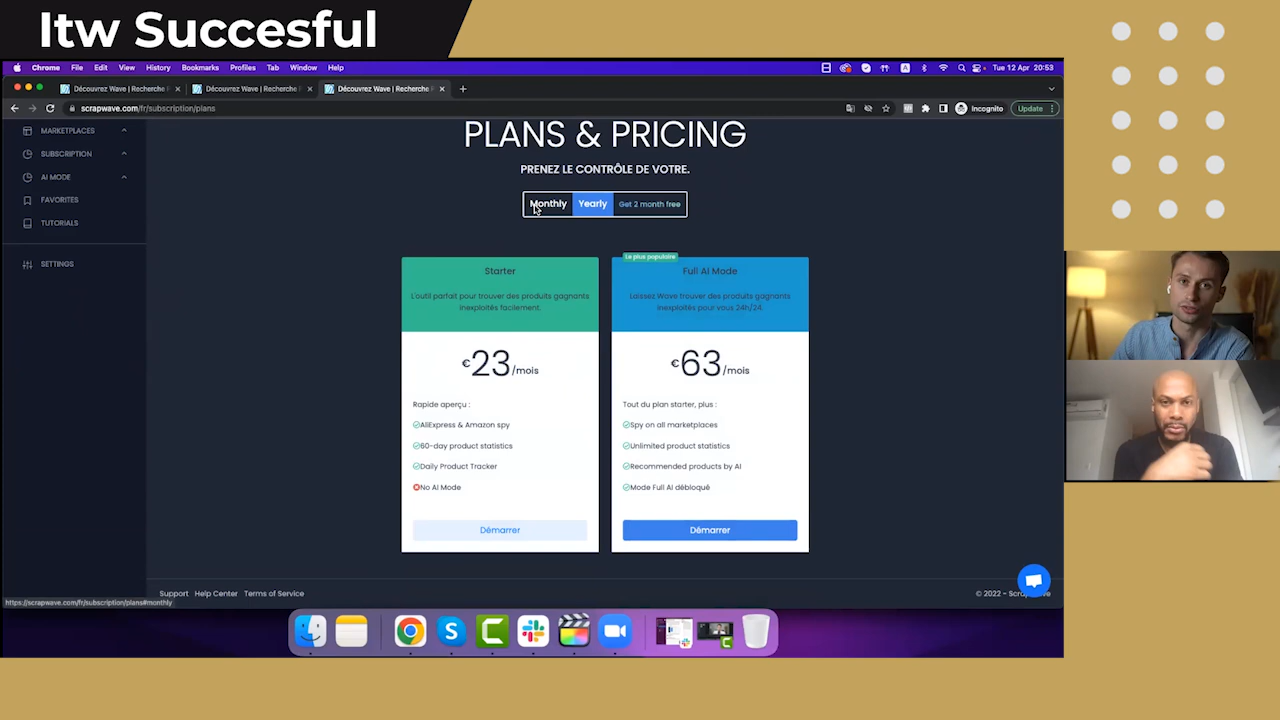 Itw Succesful
Chrome File Edit View History Bookmarks Profiles Tab Window Help
A
Tue 12 Apr 20:53
Découvrez Wave | Recherche
Découvrez Wave | Recherche
Découvrez Wave | Recherche
scrapwave.com/fr/subscription/plans
Incognito
Update
MARKETPLACES
SUBSCRIPTION
AI MODE
FAVORITES
TUTORIALS
SETTINGS
PLANS & PRICING
PRENEZ LE CONTRÔLE DE VOTRE.
Monthly Yearly Get 2 month free
Starter
L'outil parfait pour trouver des produits gagnants
inexploités facilement.
€23/mois
Rapide aperçu :
AliExpress & Amazon spy
60-day product statistics
Daily Product Tracker
No AI Mode
Démarrer
Le plus populaire
Full AI Mode
Laissez Wave trouver des produits gagnants
inexploités pour vous 24h/24.
€63/mois
Tout du plan starter, plus :
Spy on all marketplaces
Unlimited product statistics
Recommended products by AI
Mode Full AI débloqué
Démarrer
Support Help Center Terms of Service
© 2022 -
https://scrapwave.com/fr/subscription/plans#monthly